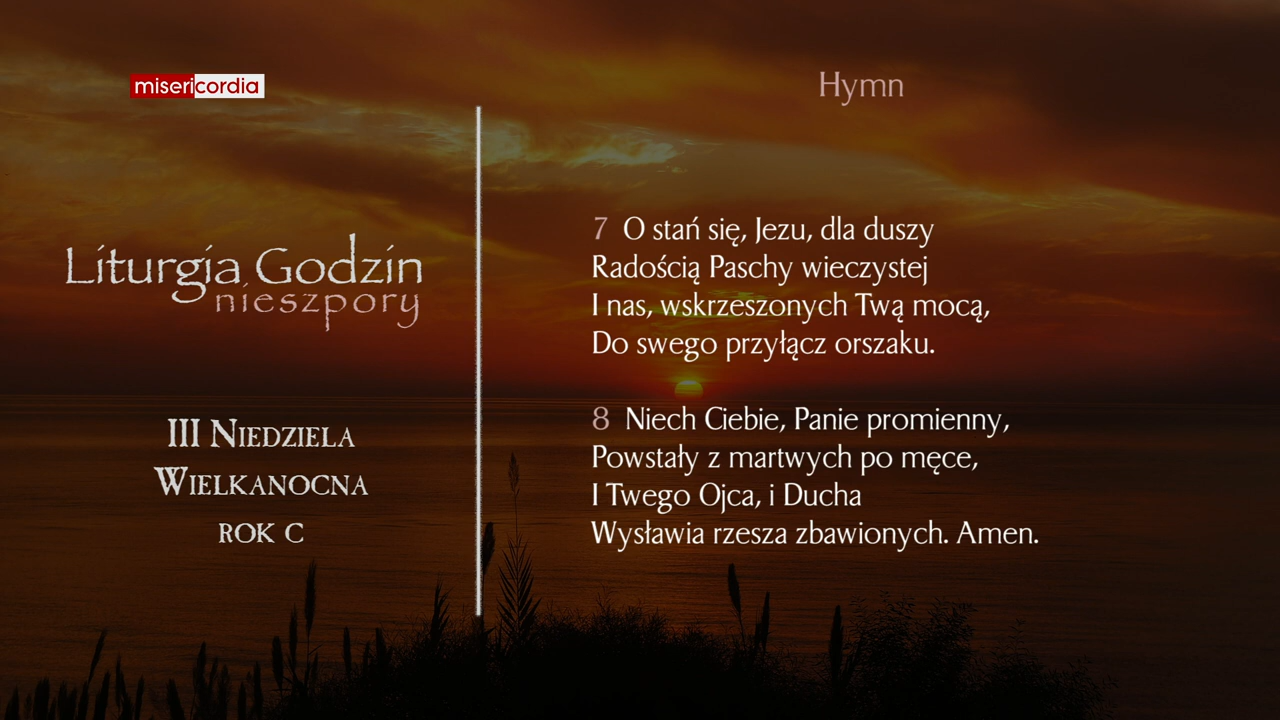 misericordia
Liturgia Godzin
nieszpory
III Niedziela
Wielkanocna
rok C
Hymn
7 O stań się, Jezu, dla duszy
Radością Paschy wieczystej
I nas, wskrzeszonych Twą mocą,
Do swego przyłącz orszaku.
8 Niech Ciebie, Panie promienny,
Powstały z martwych po męce,
I Twego Ojca, i Ducha
Wysławia rzesza zbawionych. Amen.